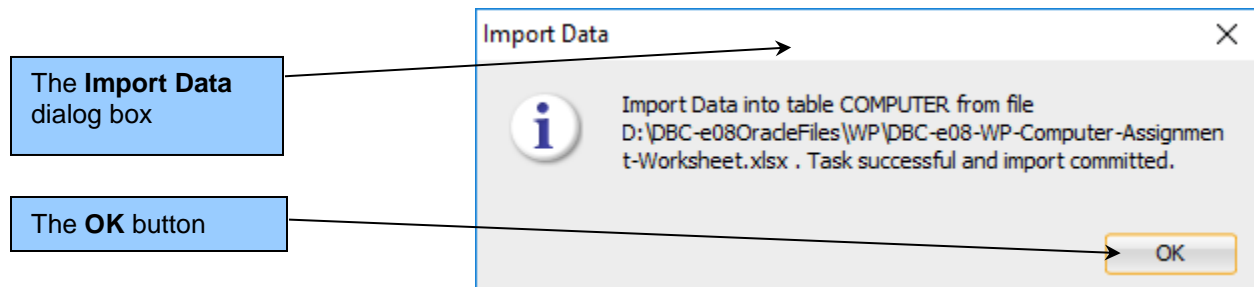 Import Data
The Import Data
dialog box
Import Data into table COMPUTER from file
D:\DBC-e08OracleFiles\WP\DBC-e08-WP-Computer-Assignmen
t-Worksheet.xlsx . Task successful and import committed.
The OK button
OK